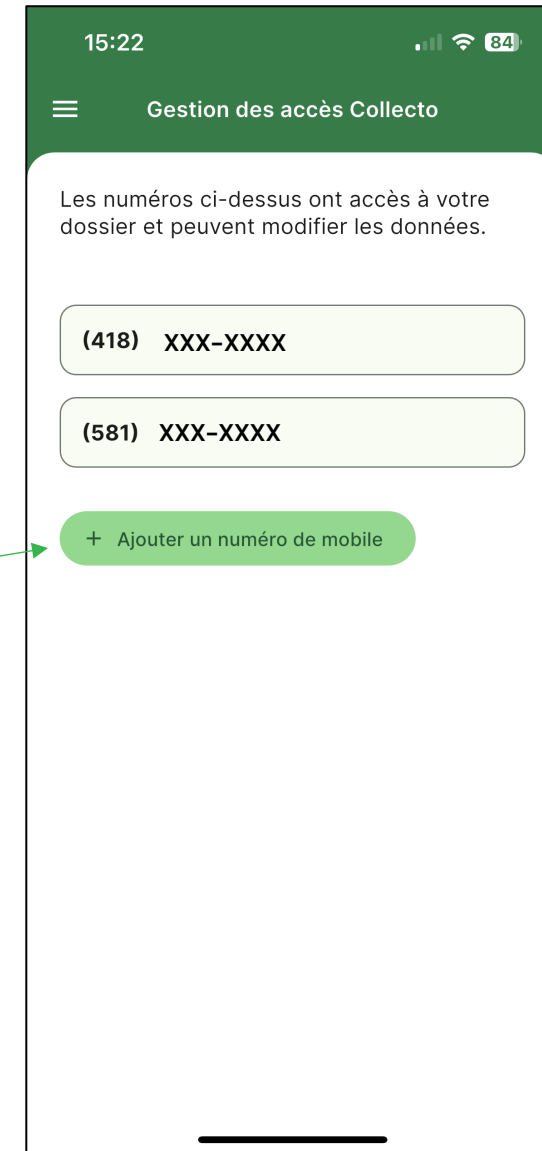 15:22
84
Gestion des accès Collecto
Les numéros ci-dessus ont accès à votre
dossier et peuvent modifier les données.
(418) XXX-XXXX
(581) XXX-XXXX
+ Ajouter un numéro de mobile